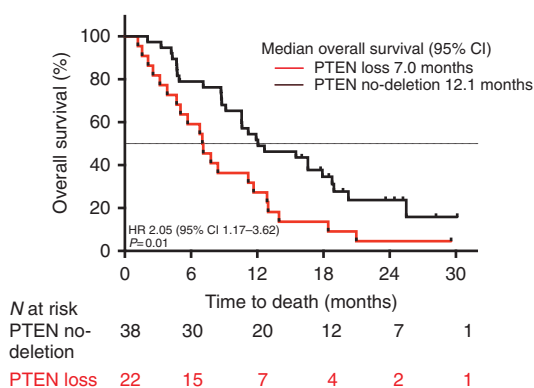 Median overall survival (95% CI)
PTEN loss 7.0 months
PTEN no-deletion 12.1 months
Overall survival (%)
100
80
60
40
20
0
HR 2.05 (95% CI 1.17–3.62)
P=0.01
0 6 12 18 24 30
Time to death (months)
N at risk
PTEN no-
deletion
38 30 20 12 7 1
PTEN loss 22 15 7 4 2 1